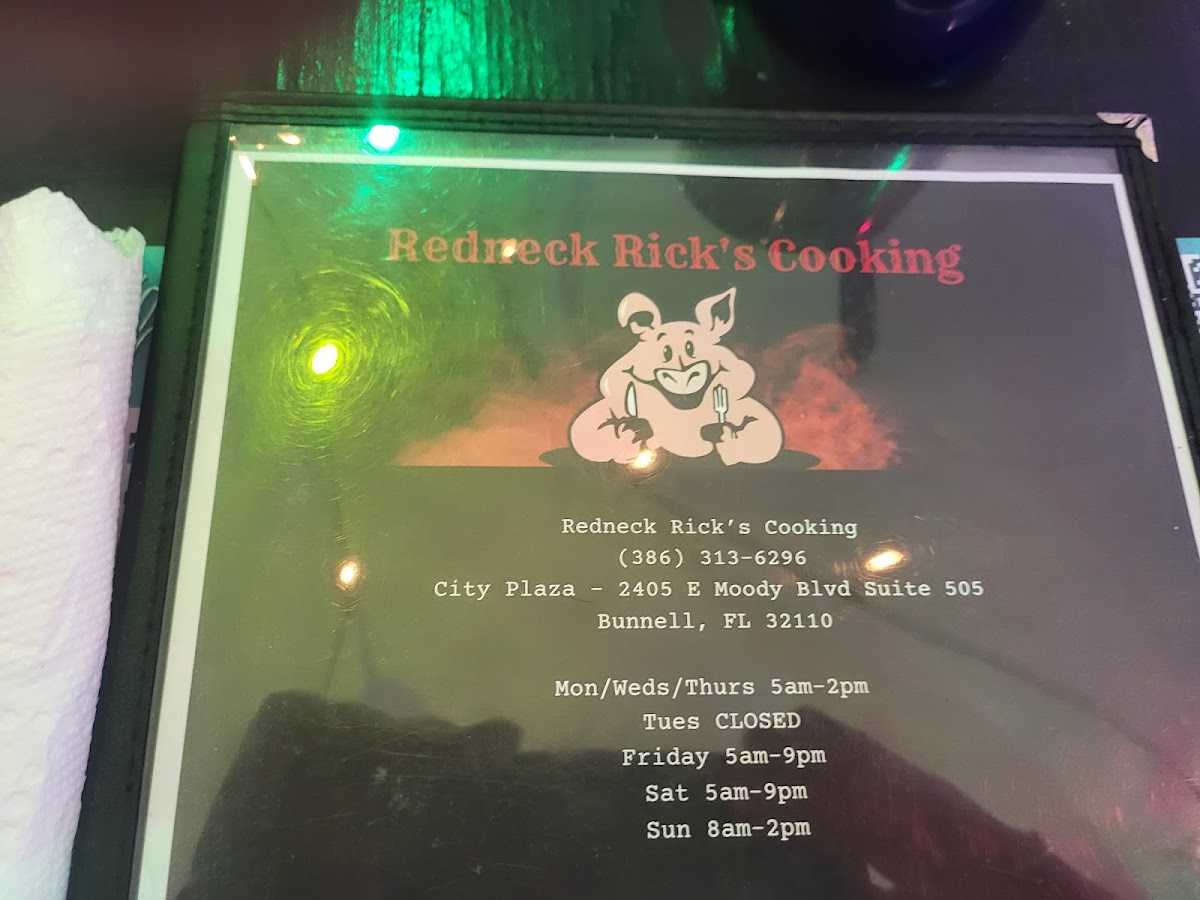 Redneck Rick's Cooking
Redneck Rick’s Cooking
(386) 313-6296
City Plaza - 2405 E Moody Blvd Suite 505
Bunnell, FL 32110
Mon/Weds/Thurs 5am-2pm
Tues CLOSED
Friday 5am-9pm
Sat 5am-9pm
Sun 8am-2pm